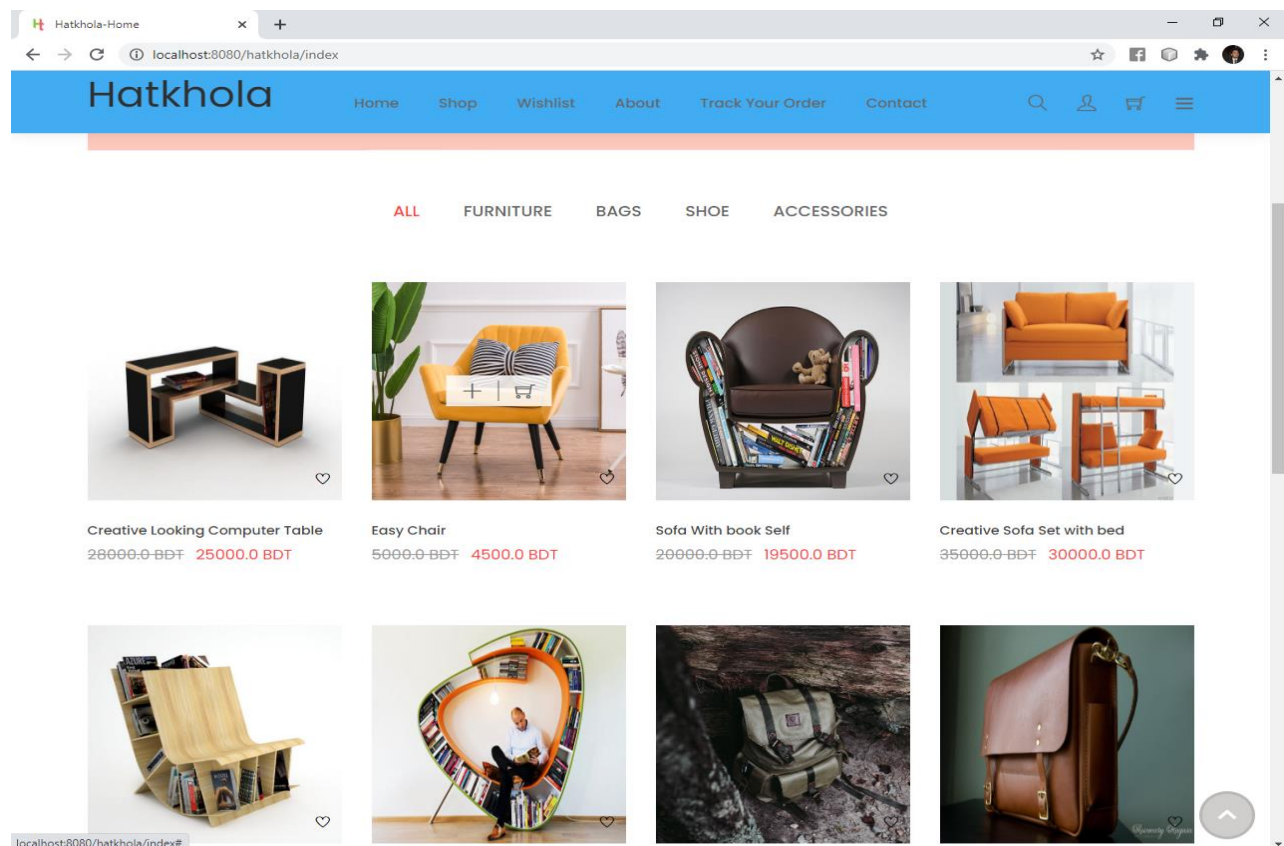 Hatkhola-Home
localhost:8080/hatkhola/index
Hatkhola Home Shop Wishlist About Track Your Order Contact
ALL FURNITURE BAGS SHOE ACCESSORIES
WALT DISNEY
Creative Looking Computer Table Easy Chair Sofa With book Self Creative Sofa Set with bed
28000.0 BDT 25000.0 BDT 5000.0 BDT 4500.0 BDT 20000.0 BDT 19500.0 BDT 35000.0 BDT 30000.0 BDT
AZURE
localhost:8080/hatkhola/index#